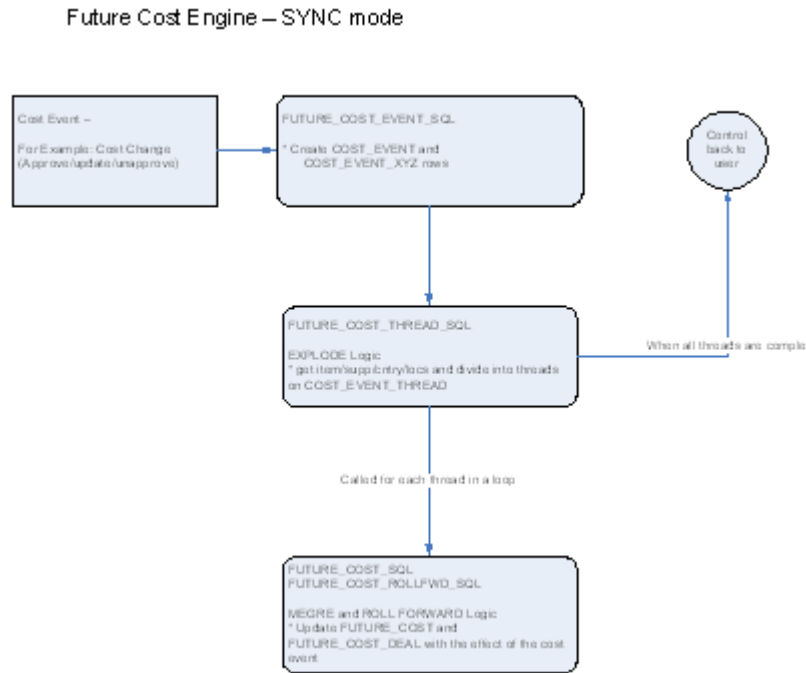 Future Cost Engine – SYNC mode
Cost Event –
For Example: Cost Change
(Approve/update/unapprove)
FUTURE_COST_EVENT_SQL
* Create COST_EVENT and
COST_EVENT_XYZ rows
Control
back to
user
FUTURE_COST_THREAD_SQL
EXPLODE Logic
* get item/supp/cntry/locs and divide into threads
on COST_EVENT_THREAD
When all threads are comple
Called for each thread in a loop
FUTURE_COST_SQL
FUTURE_COST_ROLLFWD_SQL
MEGRE and ROLL FORWARD Logic
* Update FUTURE_COST and
FUTURE_COST_DEAL with the effect of the cost
event